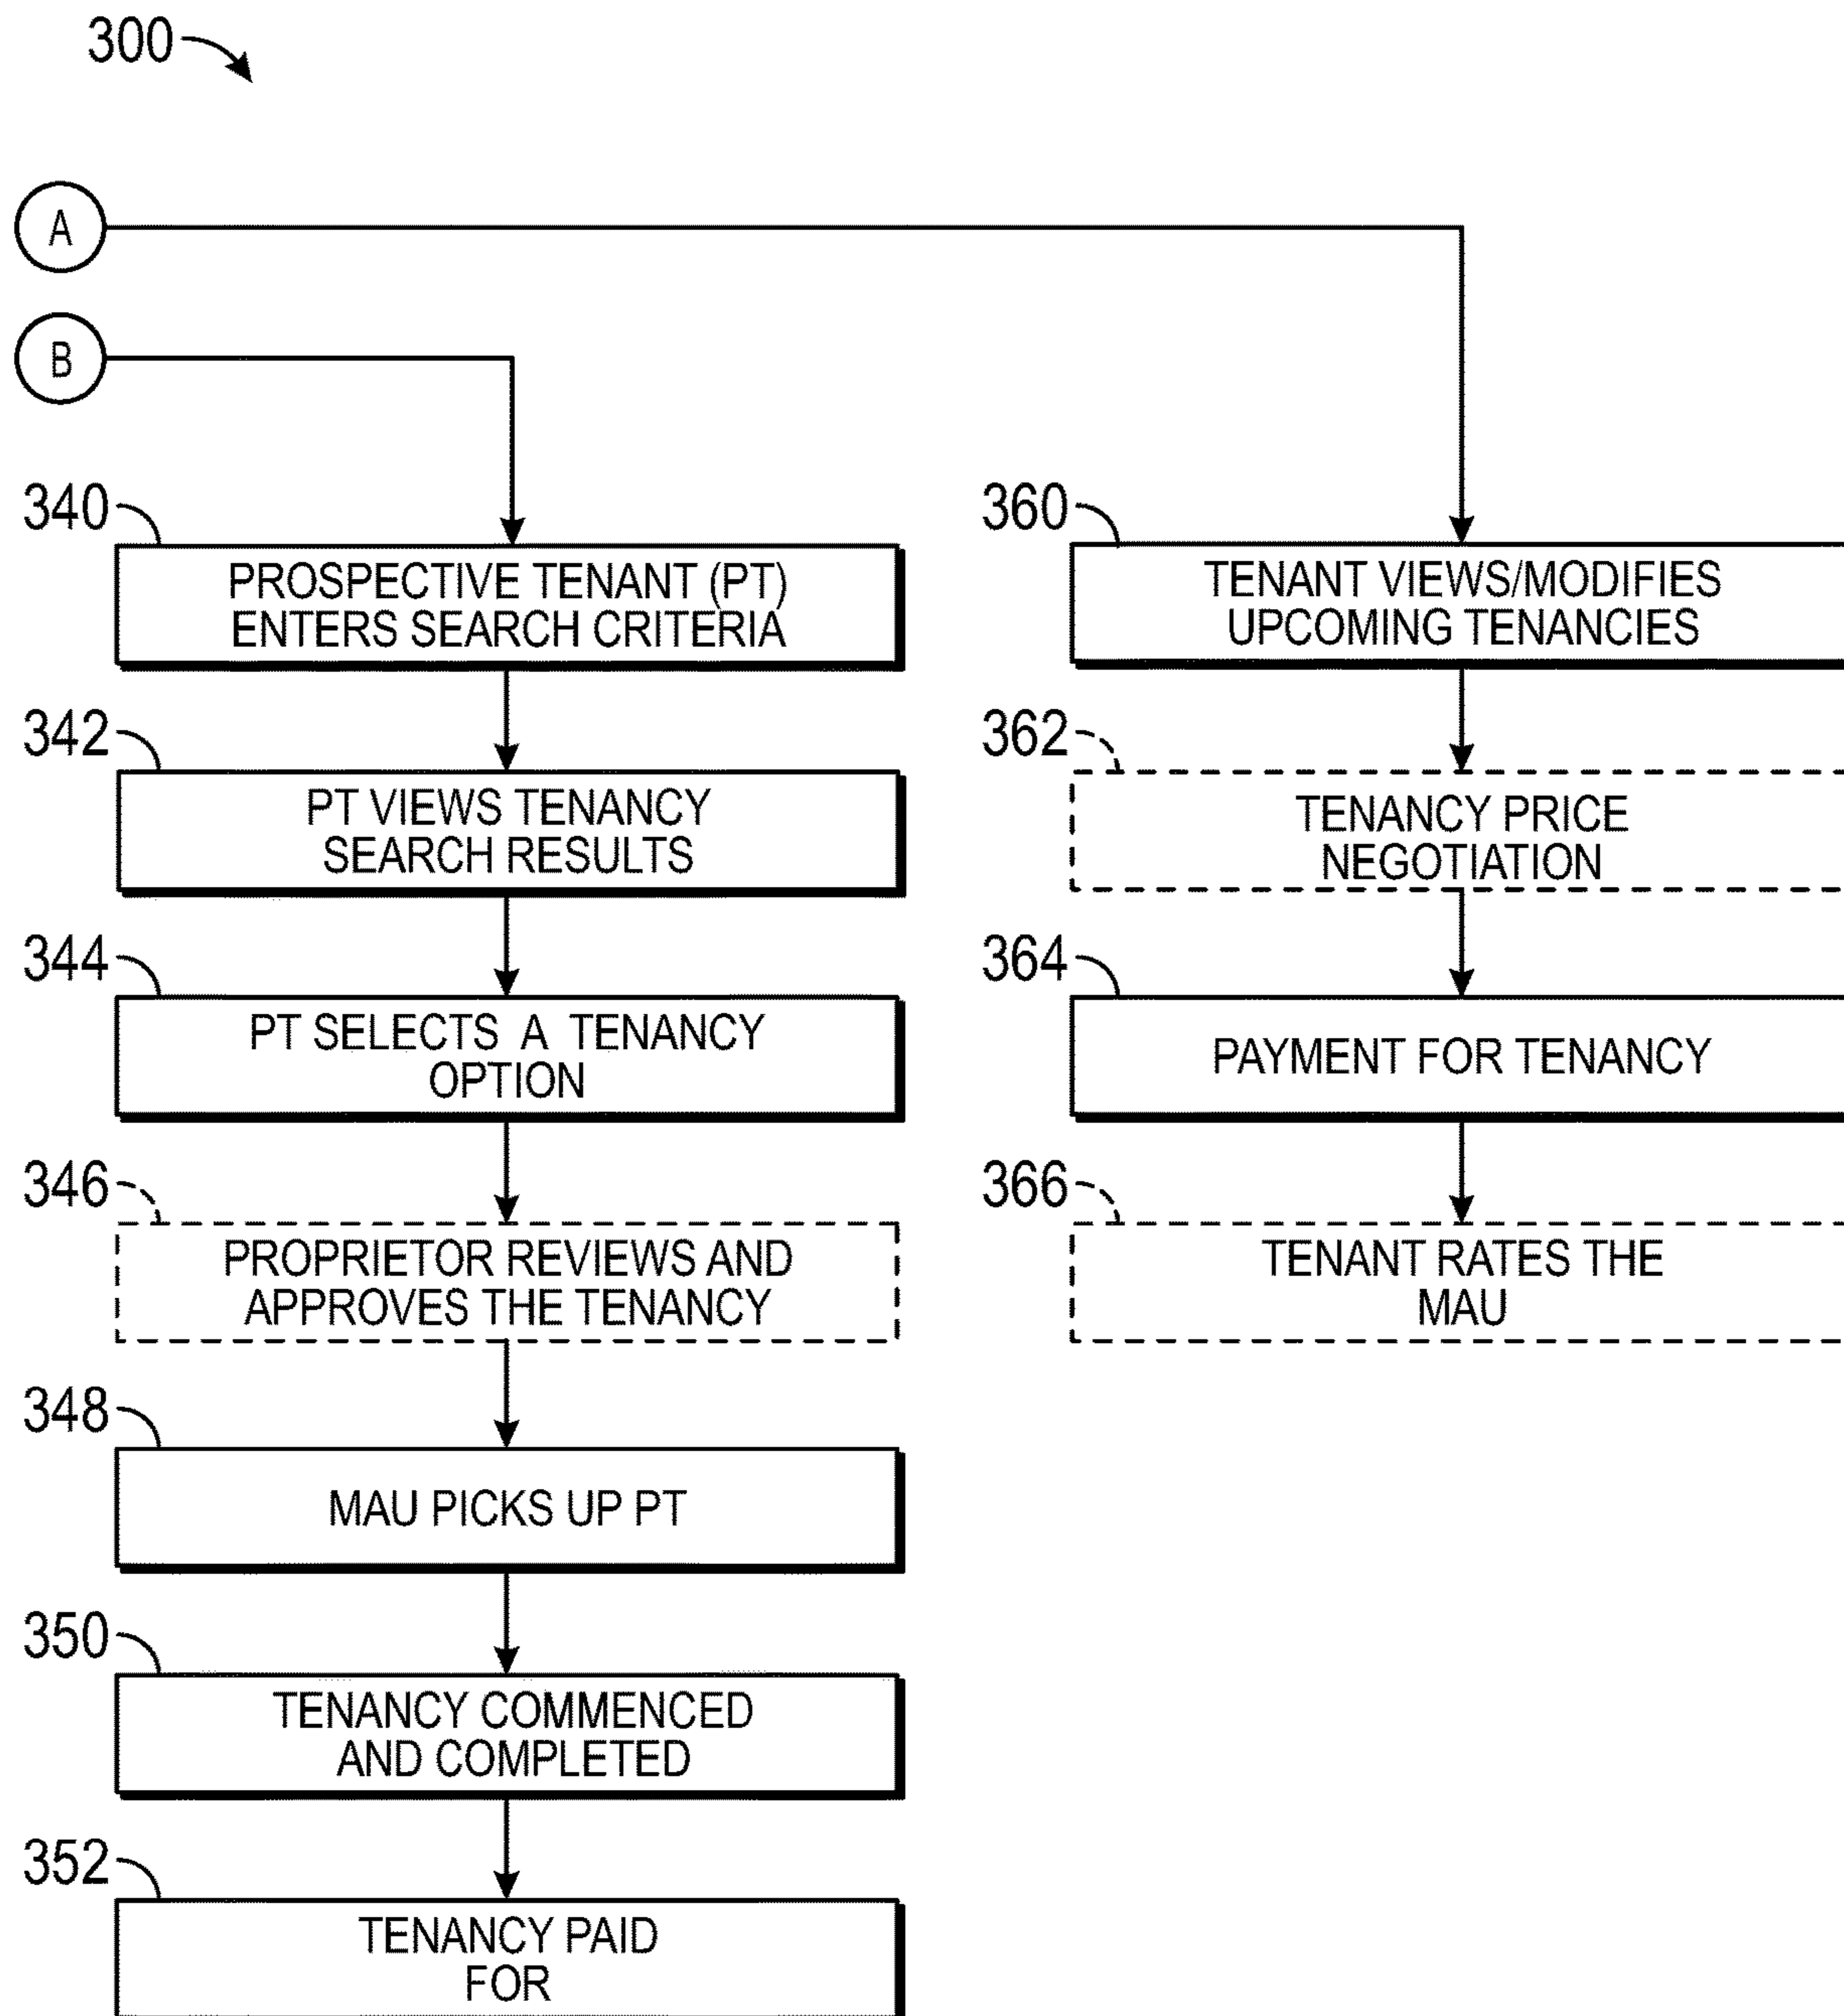 300
A
B
340
PROSPECTIVE TENANT (PT)
ENTERS SEARCH CRITERIA
342
PT VIEWS TENANCY
SEARCH RESULTS
344
PT SELECTS A TENANCY
OPTION
346
PROPRIETOR REVIEWS AND
APPROVES THE TENANCY
348
MAU PICKS UP PT
350
TENANCY COMMENCED
AND COMPLETED
352
TENANCY PAID
FOR
360
TENANT VIEWS/MODIFIES
UPCOMING TENANCIES
362
TENANCY PRICE
NEGOTIATION
364
PAYMENT FOR TENANCY
366
TENANT RATES THE
MAU